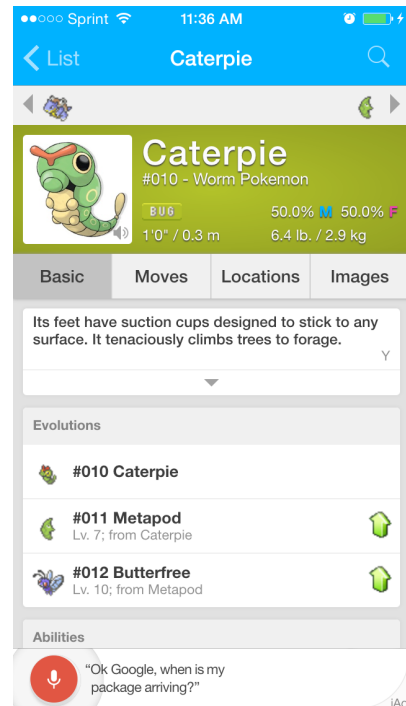 Sprint 11:36 AM
List Caterpie
Caterpie
#010 - Worm Pokemon
BUG 50.0% M 50.0% F
1'0" / 0.3 m 6.4 lb. / 2.9 kg
Basic Moves Locations Images
Its feet have suction cups designed to stick to any
surface. It tenaciously climbs trees to forage.
Y
Evolutions
#010 Caterpie
#011 Metapod
Lv. 7; from Caterpie
#012 Butterfree
Lv. 10; from Metapod
Abilities
“Ok Google, when is my
package arriving?”